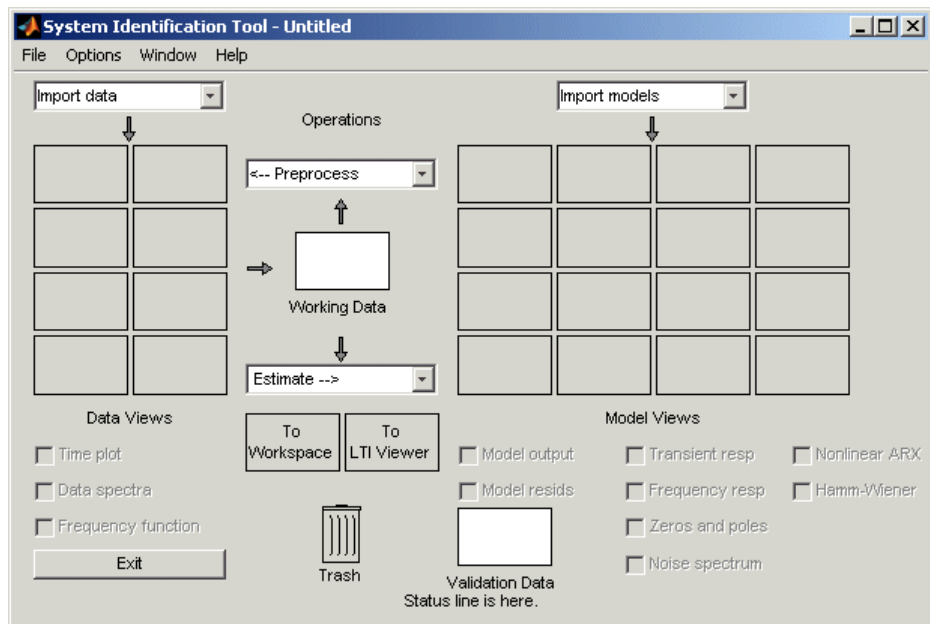 System Identification Tool - Untitled
File Options Window Help
Import data
Import models
Operations
<-- Preprocess
Working Data
Estimate -->
Data Views
Model Views
To Workspace
To LTI Viewer
Time plot
Data spectra
Frequency function
Model output
Model resids
Transient resp
Frequency resp
Zeros and poles
Noise spectrum
Nonlinear ARX
Hamm-Wiener
Exit
Trash
Validation Data
Status line is here.